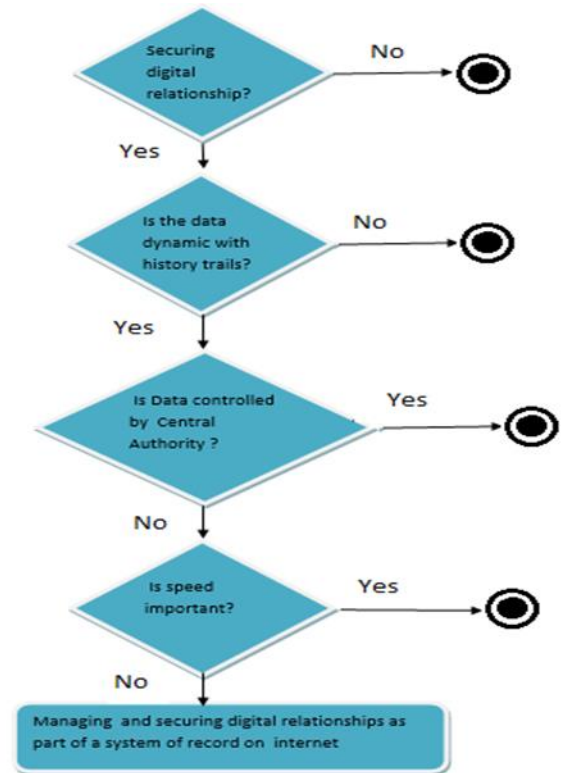 Securing
digital
relationship?
No
Yes
Is the data
dynamic with
history trails?
No
Yes
Is Data controlled
by Central
Authority ?
Yes
No
Is speed
important?
Yes
No
Managing and securing digital relationships as
part of a system of record on internet